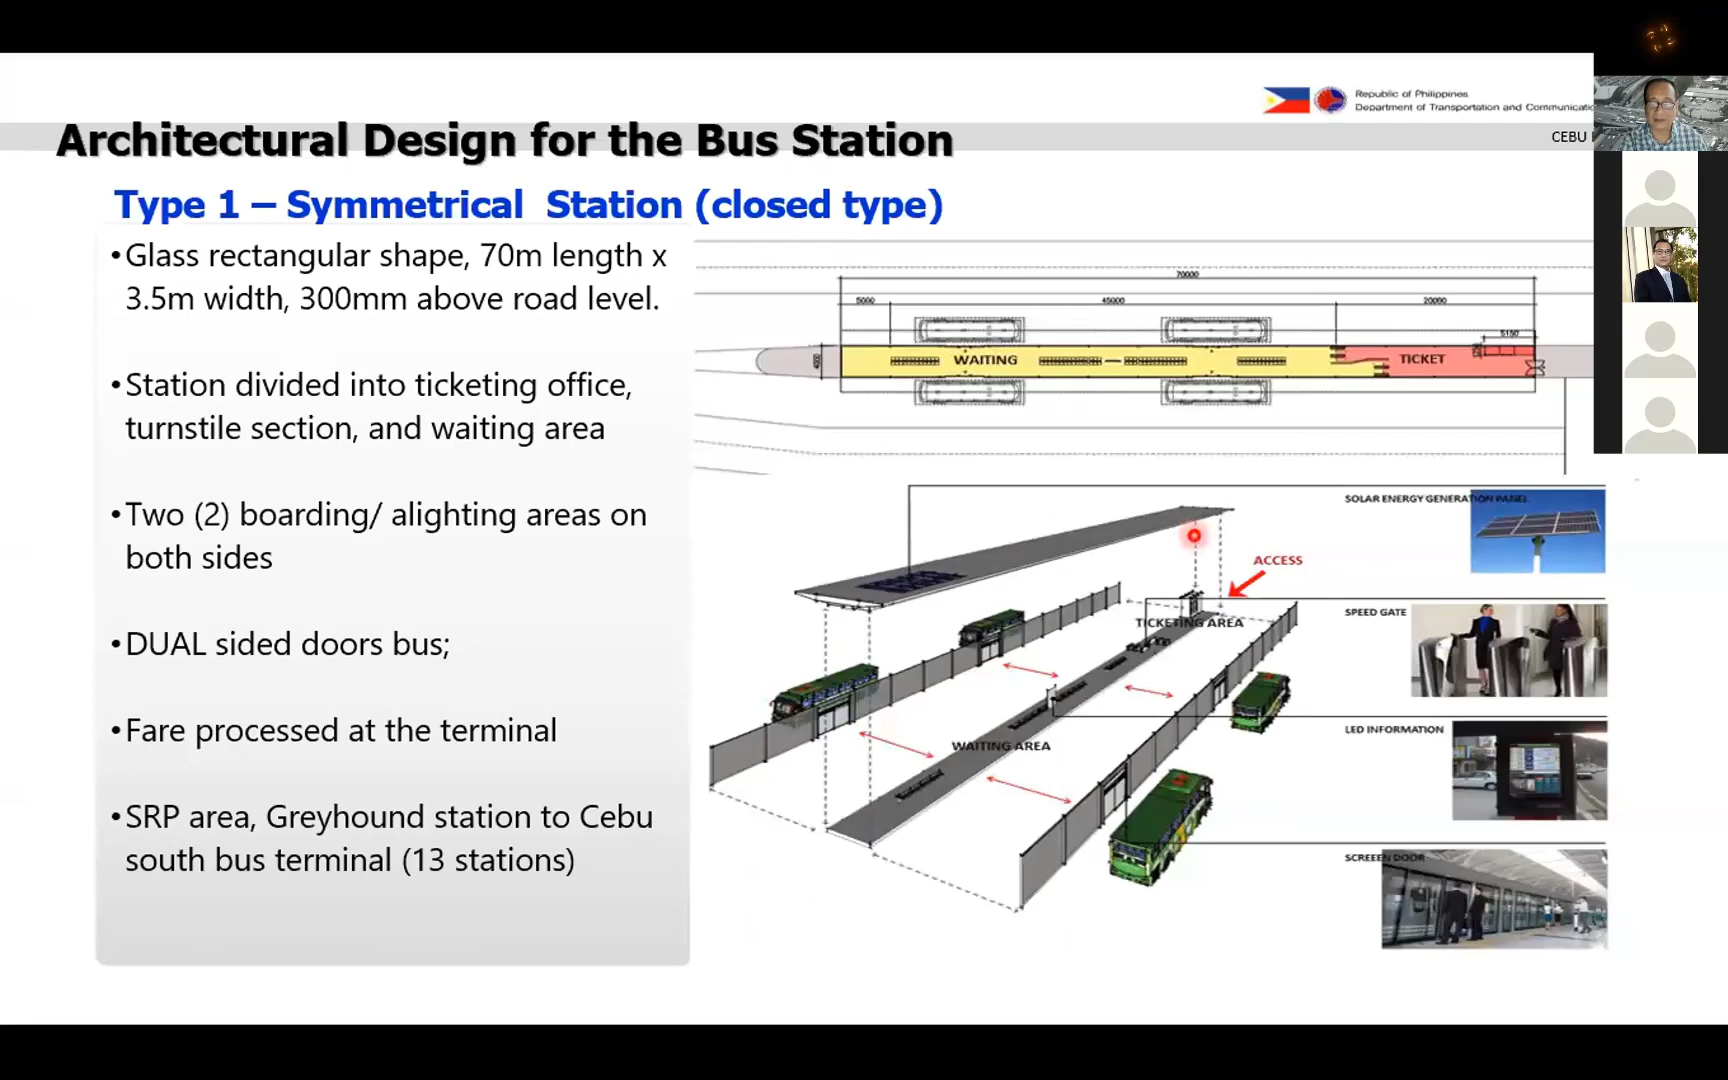 Republic of Philippines
Department of Transportation and Communicatio
CEBU
Architectural Design for the Bus Station
Type 1 – Symmetrical Station (closed type)
•Glass rectangular shape, 70m length x
3.5m width, 300mm above road level.
•Station divided into ticketing office,
turnstile section, and waiting area
•Two (2) boarding/ alighting areas on
both sides
•DUAL sided doors bus;
•Fare processed at the terminal
•SRP area, Greyhound station to Cebu
south bus terminal (13 stations)
70000
5000
45000
20000
5150
4000
WAITING
TICKET
SOLAR ENERGY GENERATION PANEL
ACCESS
SPEED GATE
TICKETING AREA
LED INFORMATION
WAITING AREA
SCREEEN DOOR